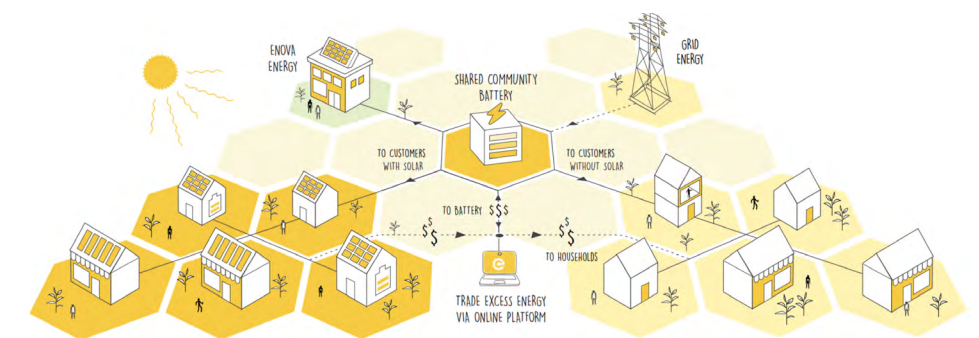 ENOVA
ENERGY
GRID
ENERGY
SHARED COMMUNITY
BATTERY
TO CUSTOMERS
WITH SOLAR
TO CUSTOMERS
WITHOUT SOLAR
TO BATTERY $$$
$$
$$
TO HOUSEHOLDS
TRADE EXCESS ENERGY
VIA ONLINE PLATFORM